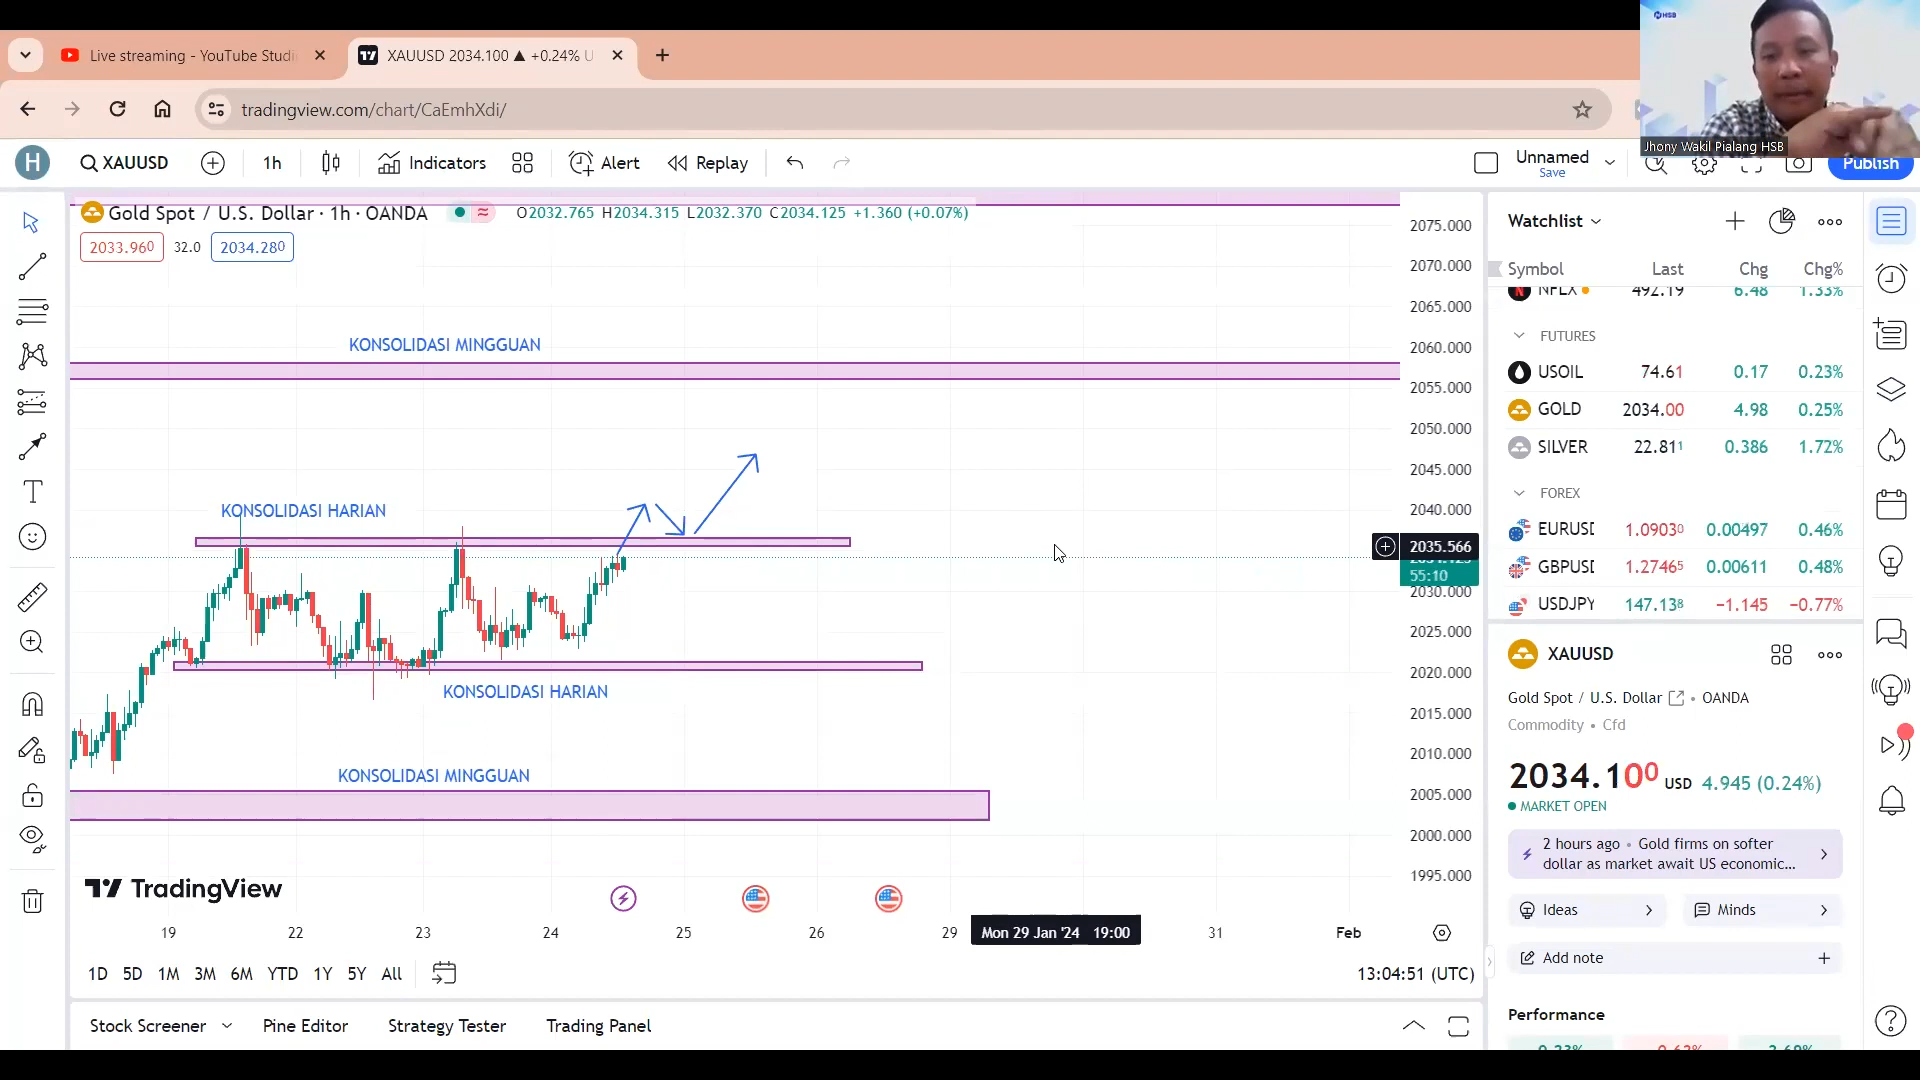 Live streaming - YouTube Studi
XAUUSD 2034.100 ▲ +0.24% U
tradingview.com/chart/CaEmhXdi/
HSB
Jhony Wakil Pialang HSB
H
XAUUSD
1h
Indicators
Alert
Replay
Unnamed
Save
Publish
Gold Spot / U.S. Dollar · 1h · OANDA
O2032.765 H2034.315 L2032.370 C2034.125 +1.360 (+0.07%)
2033.960
32.0
2034.280
KONSOLIDASI MINGGUAN
KONSOLIDASI HARIAN
KONSOLIDASI HARIAN
KONSOLIDASI MINGGUAN
TradingView
2075.000
2070.000
2065.000
2060.000
2055.000
2050.000
2045.000
2040.000
2035.566
55:10
2030.000
2025.000
2020.000
2015.000
2010.000
2005.000
2000.000
1995.000
19 22 23 24 25 26 29 Mon 29 Jan '24 19:00 31 Feb
1D 5D 1M 3M 6M YTD 1Y 5Y All
13:04:51 (UTC)
Stock Screener
Pine Editor
Strategy Tester
Trading Panel
Watchlist
Symbol Last Chg Chg%
NFLX 492.19 6.48 1.33%
FUTURES
USOIL 74.61 0.17 0.23%
GOLD 2034.00 4.98 0.25%
SILVER 22.811 0.386 1.72%
FOREX
EURUSD 1.09030 0.00497 0.46%
GBPUSD 1.27465 0.00611 0.48%
USDJPY 147.138 −1.145 −0.77%
XAUUSD
Gold Spot / U.S. Dollar • OANDA
Commodity • Cfd
2034.100 USD 4.945 (0.24%)
MARKET OPEN
2 hours ago • Gold firms on softer
dollar as market await US economic...
Ideas
Minds
Add note
Performance